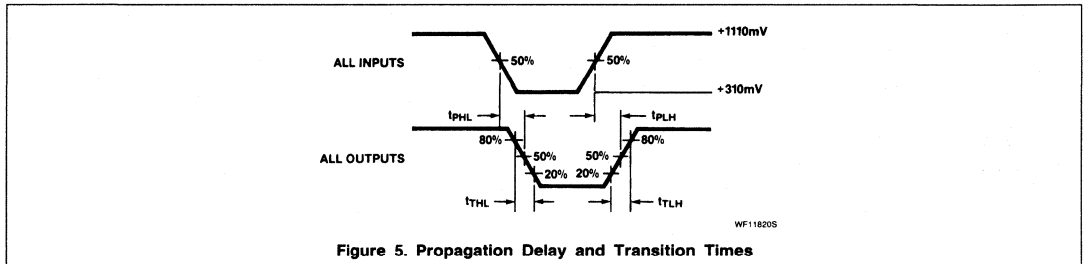 +1110mV
ALL INPUTS
50%
50%
+310mV
tPHL
tPLH
80%
80%
ALL OUTPUTS
50%
50%
20%
20%
tTHL
tTLH
WF11820S
Figure 5. Propagation Delay and Transition Times